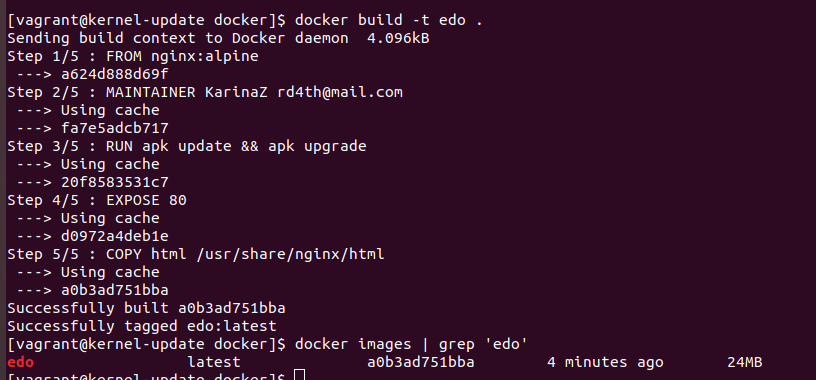 [vagrant@kernel-update docker]$ docker build -t edo .
Sending build context to Docker daemon  4.096kB
Step 1/5 : FROM nginx:alpine
 ---> a624d888d69f
Step 2/5 : MAINTAINER KarinaZ rd4th@mail.com
 ---> Using cache
 ---> fa7e5adcb717
Step 3/5 : RUN apk update && apk upgrade
 ---> Using cache
 ---> 20f8583531c7
Step 4/5 : EXPOSE 80
 ---> Using cache
 ---> d0972a4deb1e
Step 5/5 : COPY html /usr/share/nginx/html
 ---> Using cache
 ---> a0b3ad751bba
Successfully built a0b3ad751bba
Successfully tagged edo:latest
[vagrant@kernel-update docker]$ docker images | grep 'edo'
edo                 latest              a0b3ad751bba        4 minutes ago       24MB
[vagrant@kernel-update docker]$